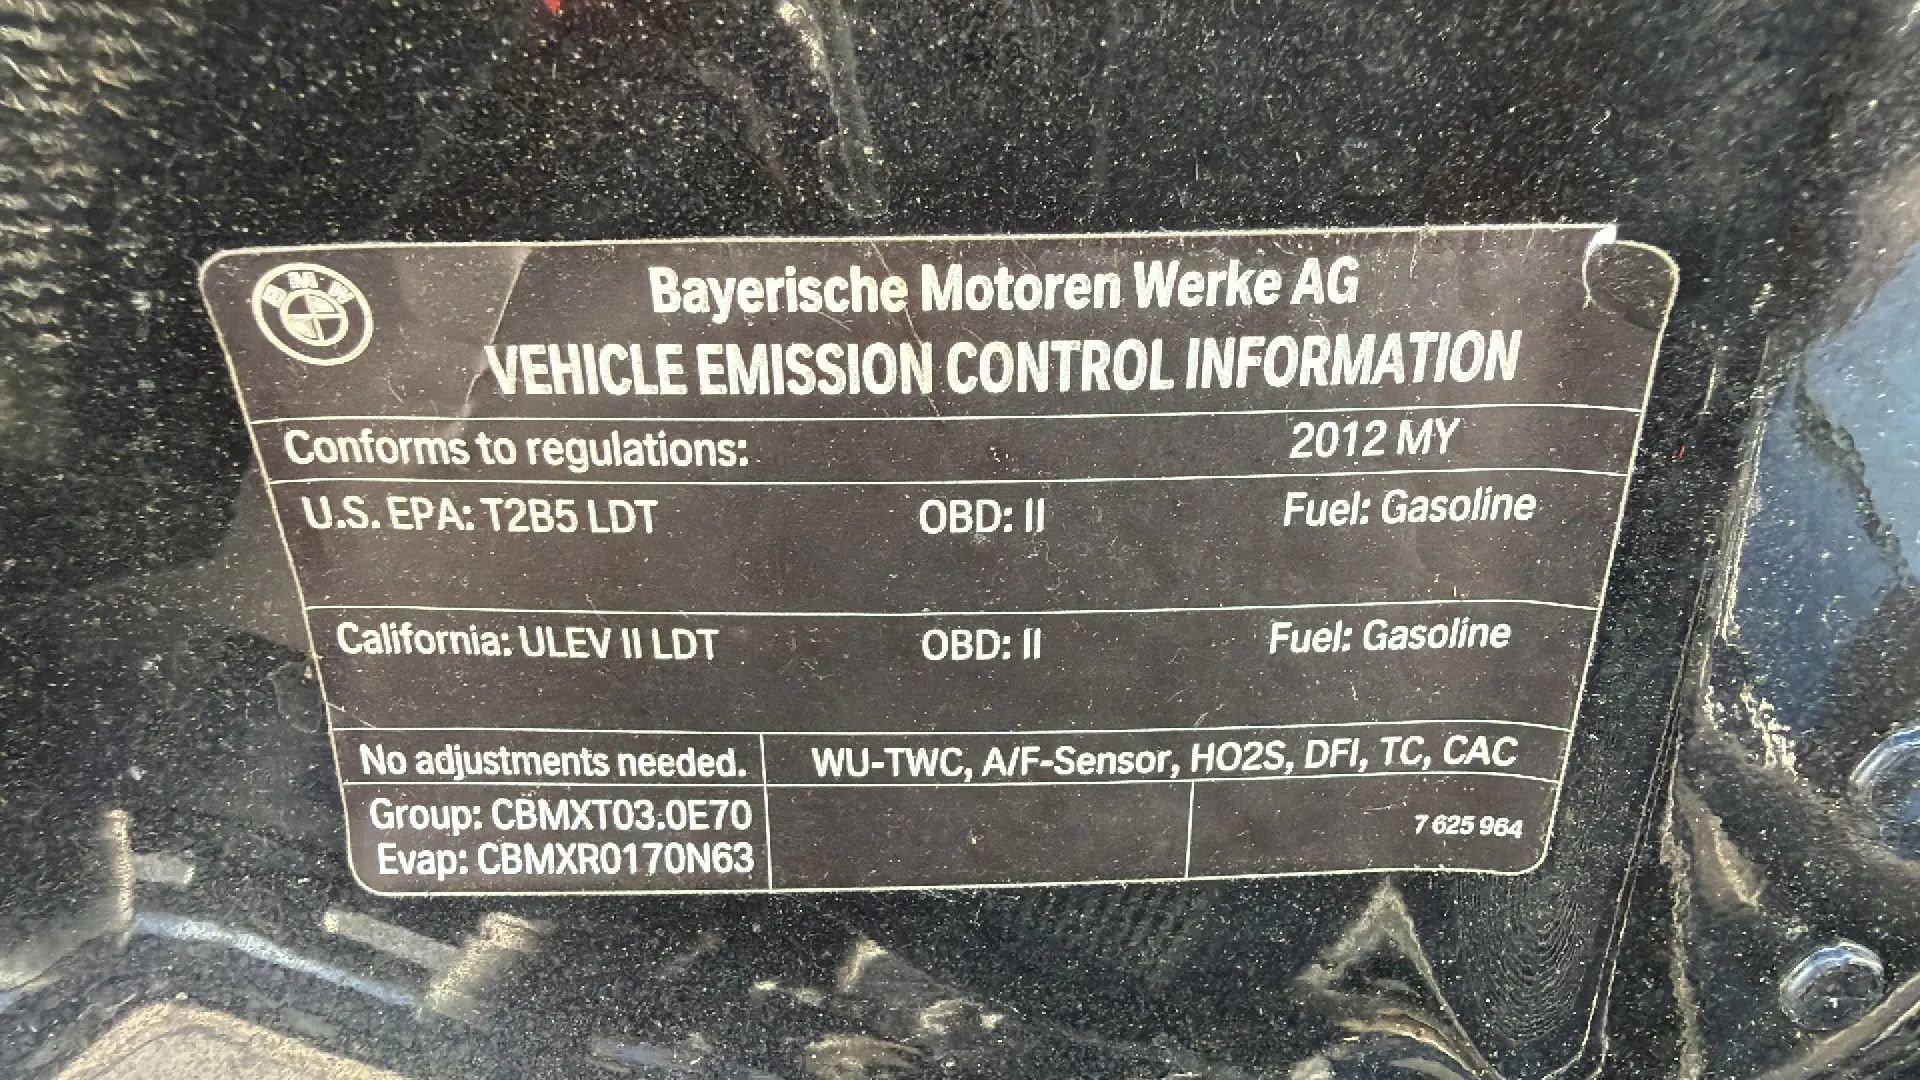 BMW
Bayerische Motoren Werke AG
VEHICLE EMISSION CONTROL INFORMATION
Conforms to regulations: 2012 MY
U.S. EPA: T2B5 LDT OBD: II Fuel: Gasoline
California: ULEV II LDT OBD: II Fuel: Gasoline
No adjustments needed. WU-TWC, A/F-Sensor, HO2S, DFI, TC, CAC
Group: CBMXT03.0E70
Evap: CBMXR0170N63
7 625 964